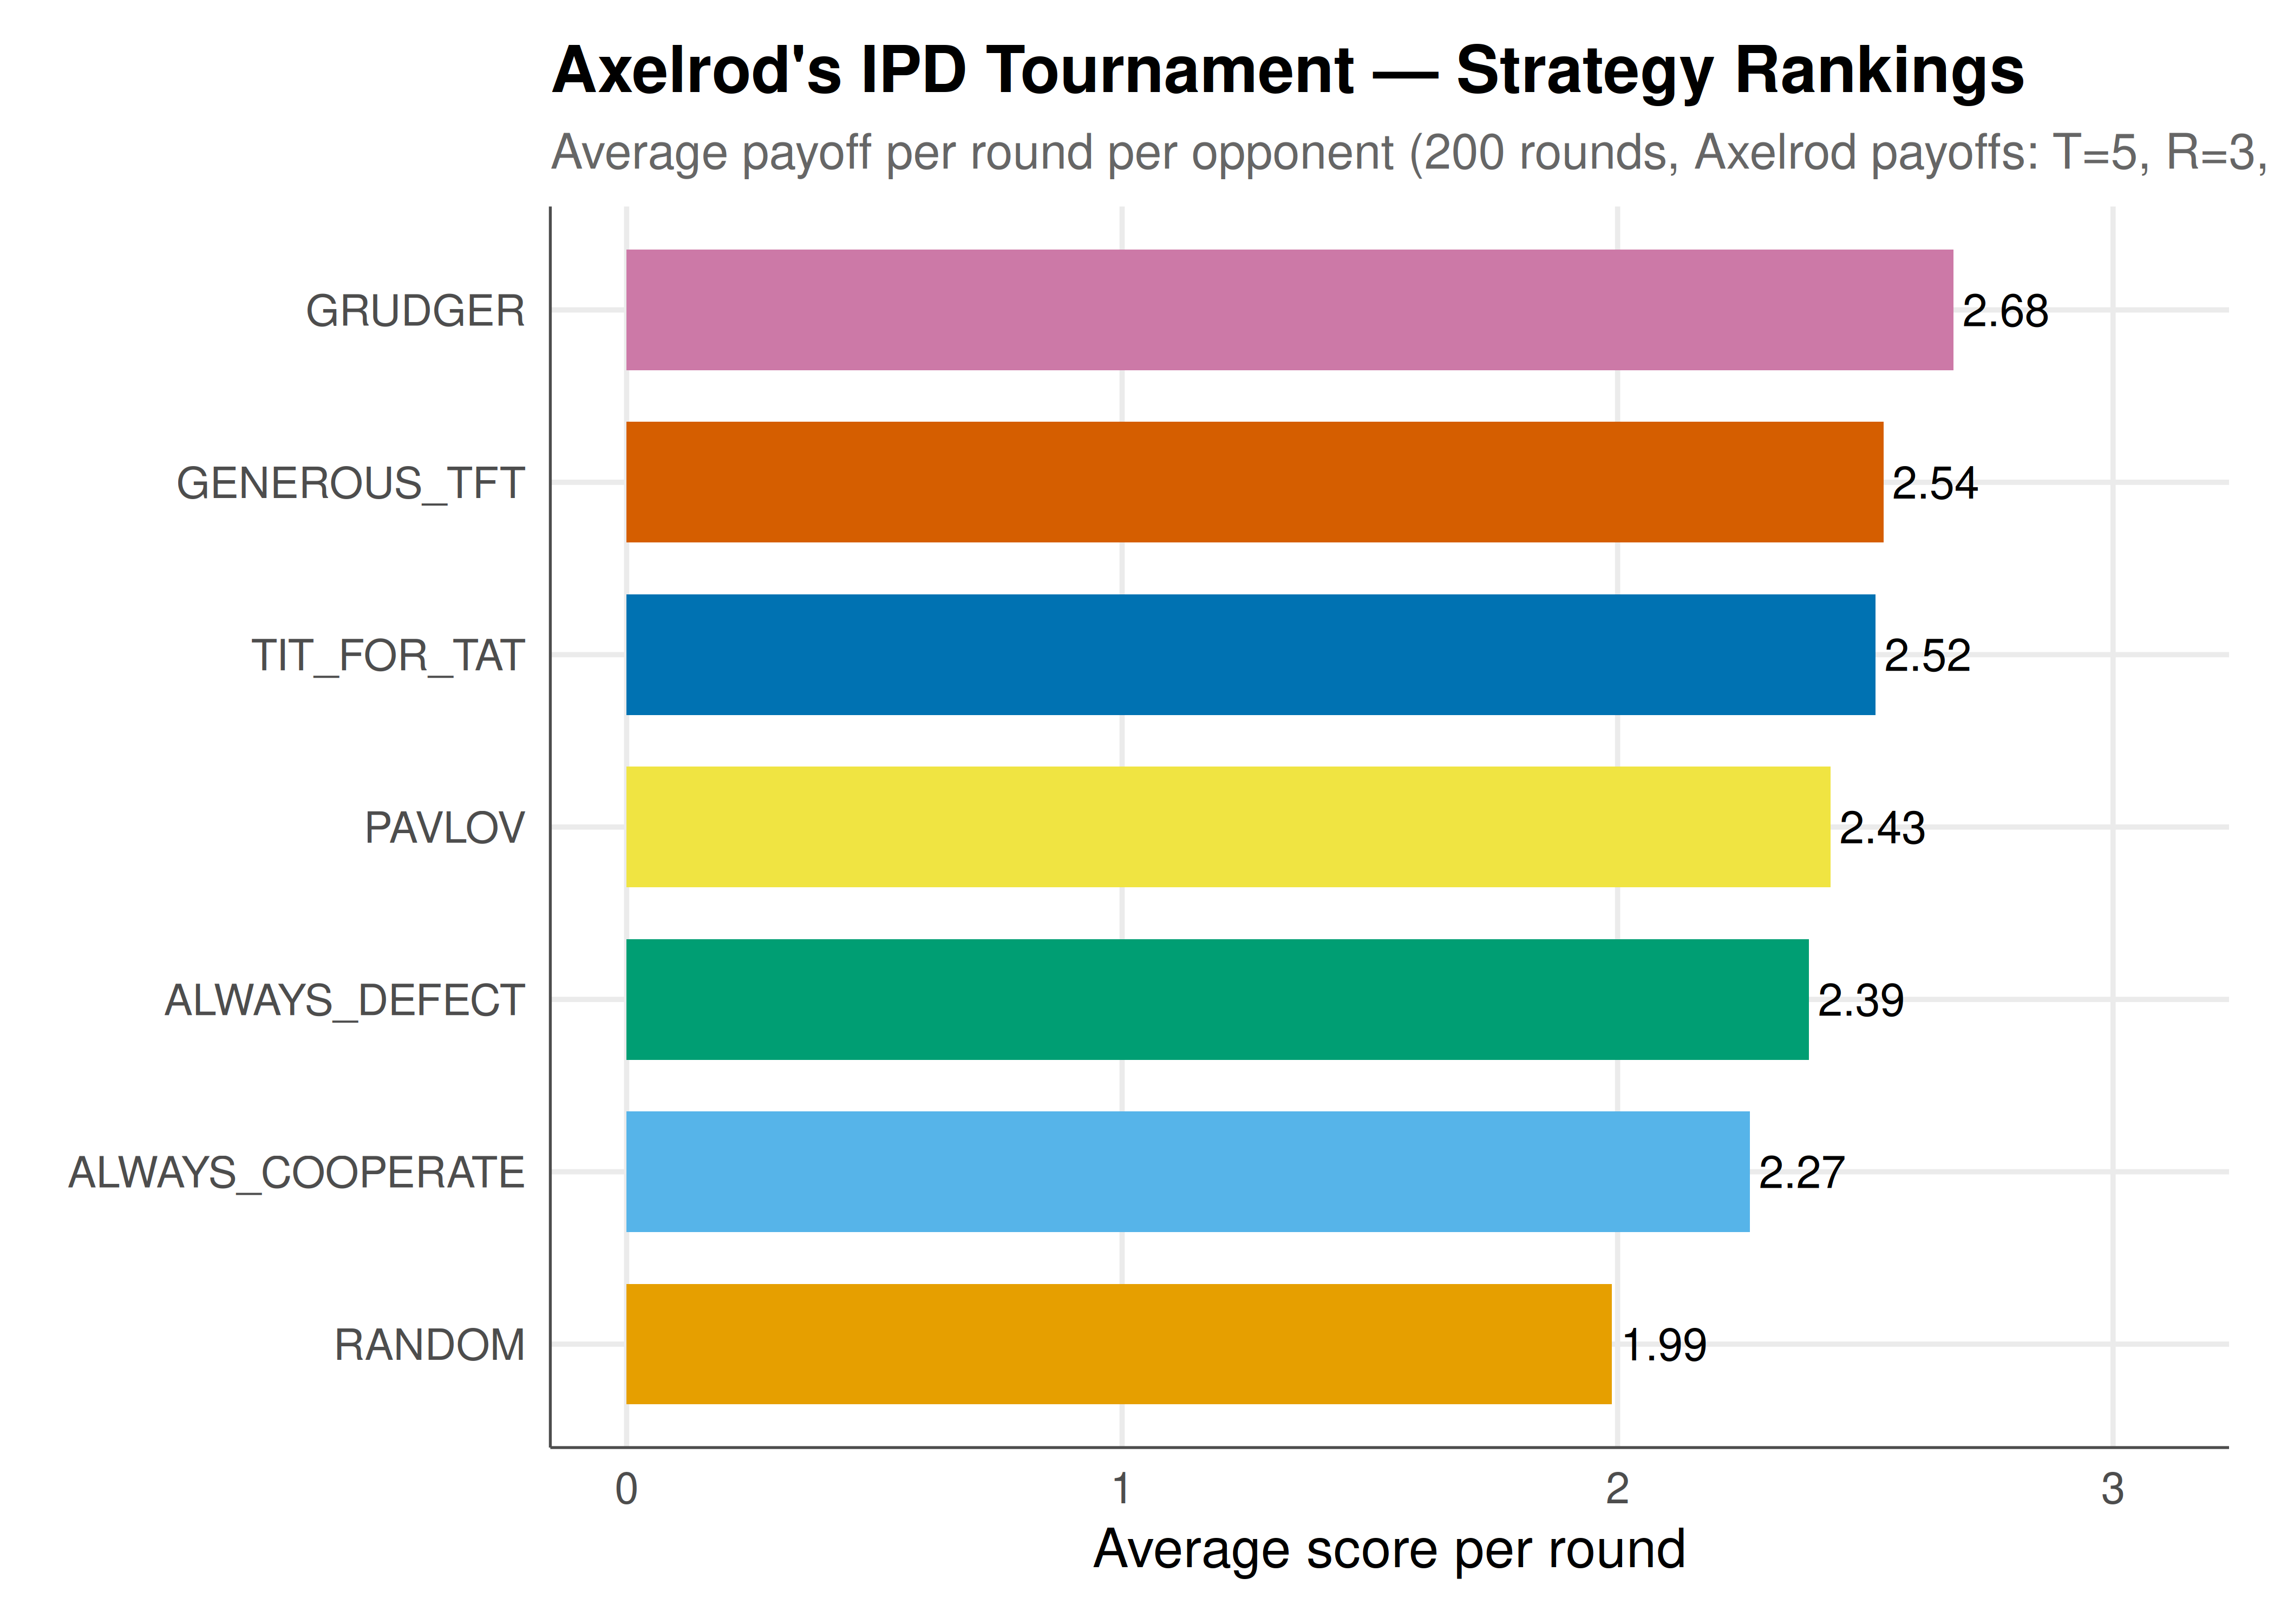 Axelrod's IPD Tournament — Strategy Rankings
Average payoff per round per opponent (200 rounds, Axelrod payoffs: T=5, R=3,
GRUDGER
2.68
GENEROUS_TFT
2.54
TIT_FOR_TAT
2.52
PAVLOV
2.43
ALWAYS_DEFECT
2.39
ALWAYS_COOPERATE
2.27
RANDOM
1.99
0 1 2 3
Average score per round